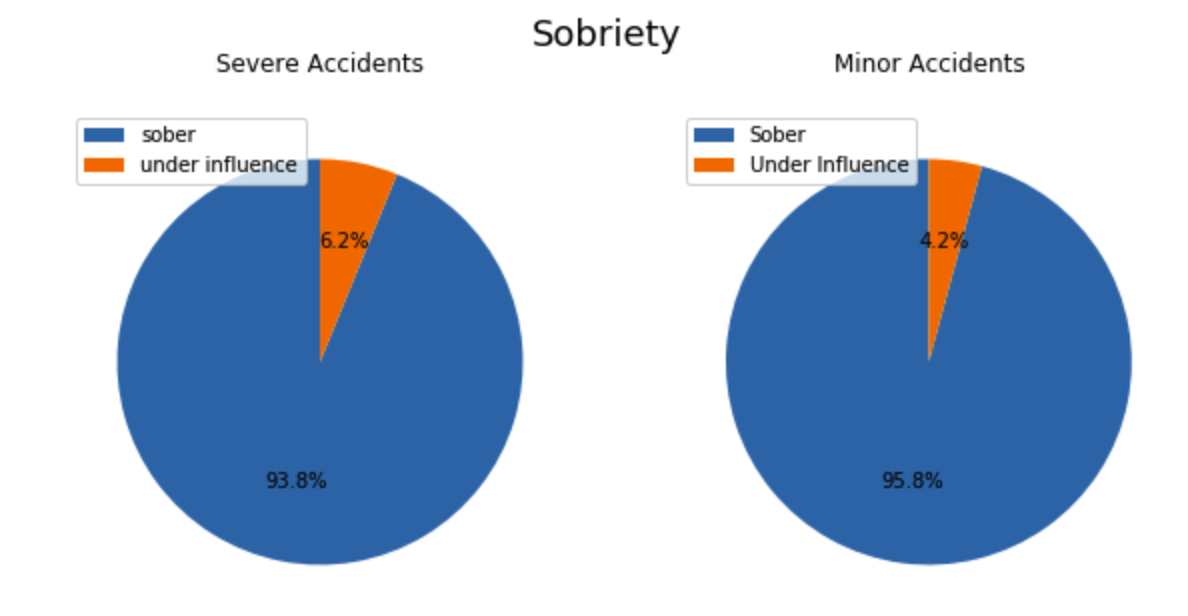 Sobriety
Severe Accidents
sober
under influence
6.2%
93.8%
Minor Accidents
Sober
Under Influence
4.2%
95.8%